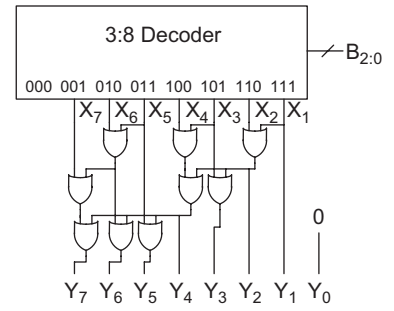 3:8 Decoder
B2:0
000 001 010 011 100 101 110 111
X7 X6 X5 X4 X3 X2 X1
0
Y7 Y6 Y5 Y4 Y3 Y2 Y1 Y0